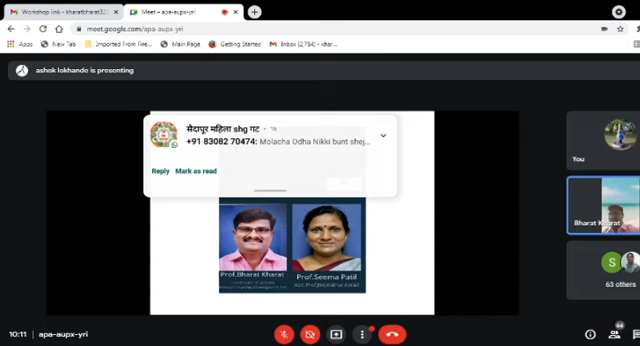 Workshop link - kharatbharat32
Meet – apa-aupx-yri
meet.google.com/apa-aupx-yri
Apps
New Tab
Imported From Fire...
Main Page
Getting Started
Inbox (2,784) - khar...
ashok lokhande is presenting
सेदापूर महिला shg गट
+91 83082 70474: Molacha Odha Nikki bunt shej...
Reply
Mark as read
You
Bharat Kharat
Prof.Bharat Kharat
Prof.Seema Patil
S
63 others
66
10:11
apa-aupx-yri